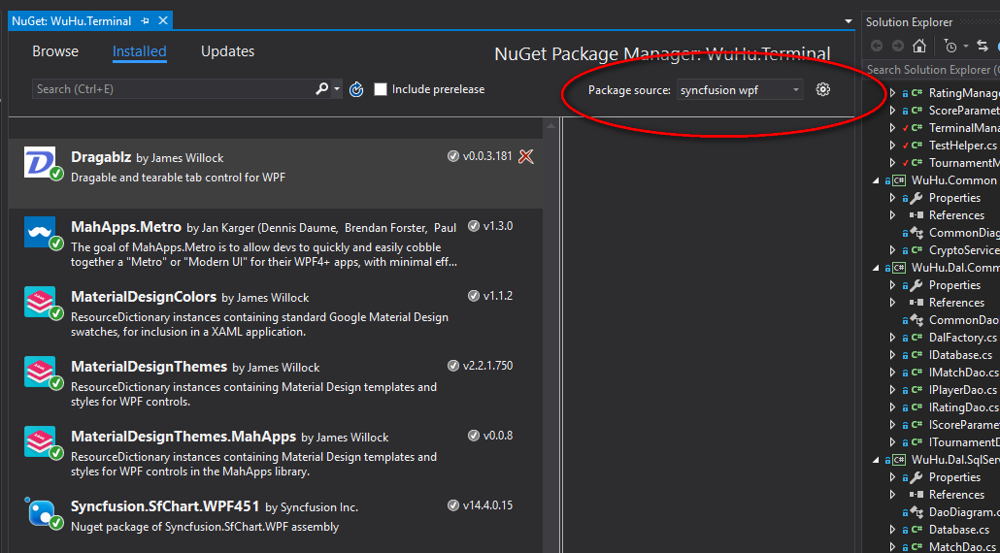 NuGet: WuHu.Terminal
Browse Installed Updates
NuGet Package Manager: WuHu.Terminal
Search (Ctrl+E)
Include prerelease
Package source: syncfusion wpf
Dragablz by James Willock
v0.0.3.181
Dragable and tearable tab control for WPF
MahApps.Metro by Jan Karger (Dennis Daume, Brendan Forster, Paul
v1.3.0
The goal of MahApps.Metro is to allow devs to quickly and easily cobble
together a "Metro" or "Modern UI" for their WPF4+ apps, with minimal eff...
MaterialDesignColors by James Willock
v1.1.2
ResourceDictionary instances containing standard Google Material Design
swatches, for inclusion in a XAML application.
MaterialDesignThemes by James Willock
v2.2.1.750
ResourceDictionary instances containing Material Design templates and
styles for WPF controls.
MaterialDesignThemes.MahApps by James Willock
v0.0.8
ResourceDictionary instances containing Material Design templates and
styles for WPF controls in the MahApps library.
Syncfusion.SfChart.WPF451 by Syncfusion Inc.
v14.4.0.15
Nuget package of Syncfusion.SfChart.WPF assembly
Solution Explorer
Search Solution Explorer (C
C# RatingManage
C# ScoreParamet
C# TerminalMana
C# TestHelper.cs
C# TournamentM
C# WuHu.Common
Properties
References
CommonDiag
C# CryptoService
C# WuHu.Dal.Comm
Properties
References
CommonDao
C# DalFactory.cs
C# IDatabase.cs
C# IMatchDao.cs
C# IPlayerDao.cs
C# IRatingDao.cs
C# IScoreParamet
C# ITournamentD
C# WuHu.Dal.SqlServ
Properties
References
DaoDiagram.c
C# Database.cs
C# MatchDao.cs